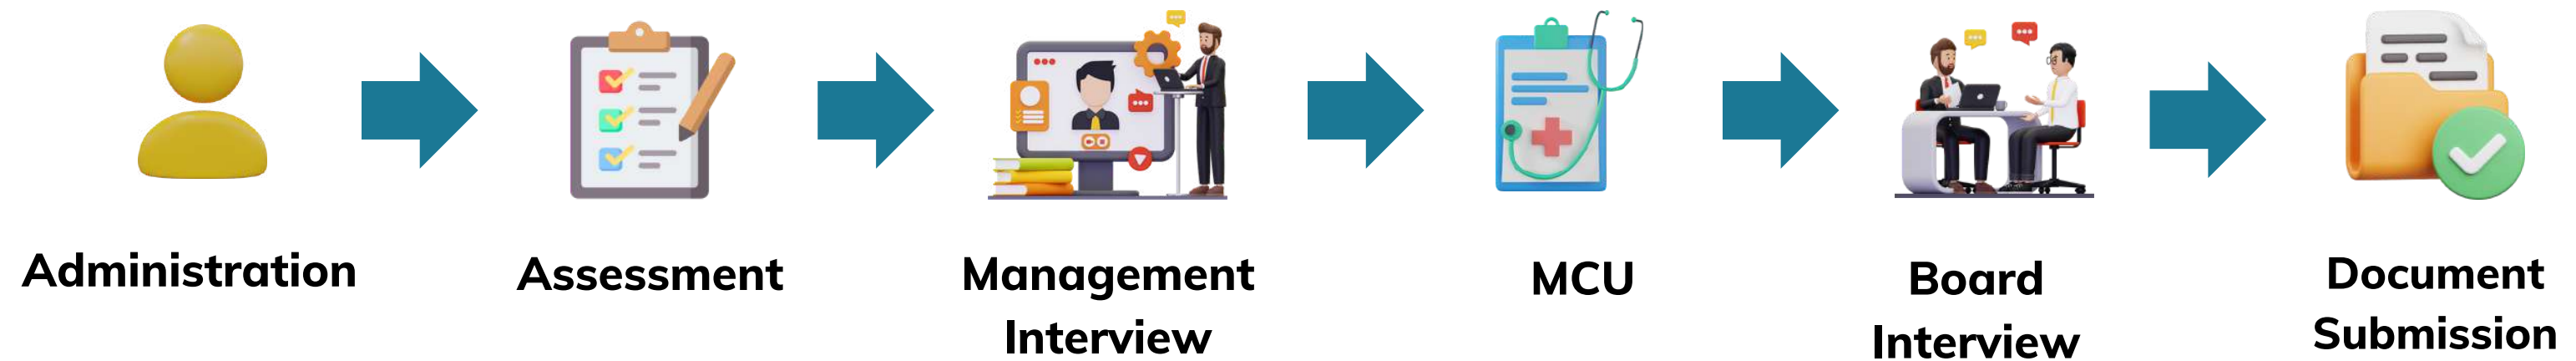 Administration
Assessment
Management
Interview
MCU
Board
Interview
Document
Submission